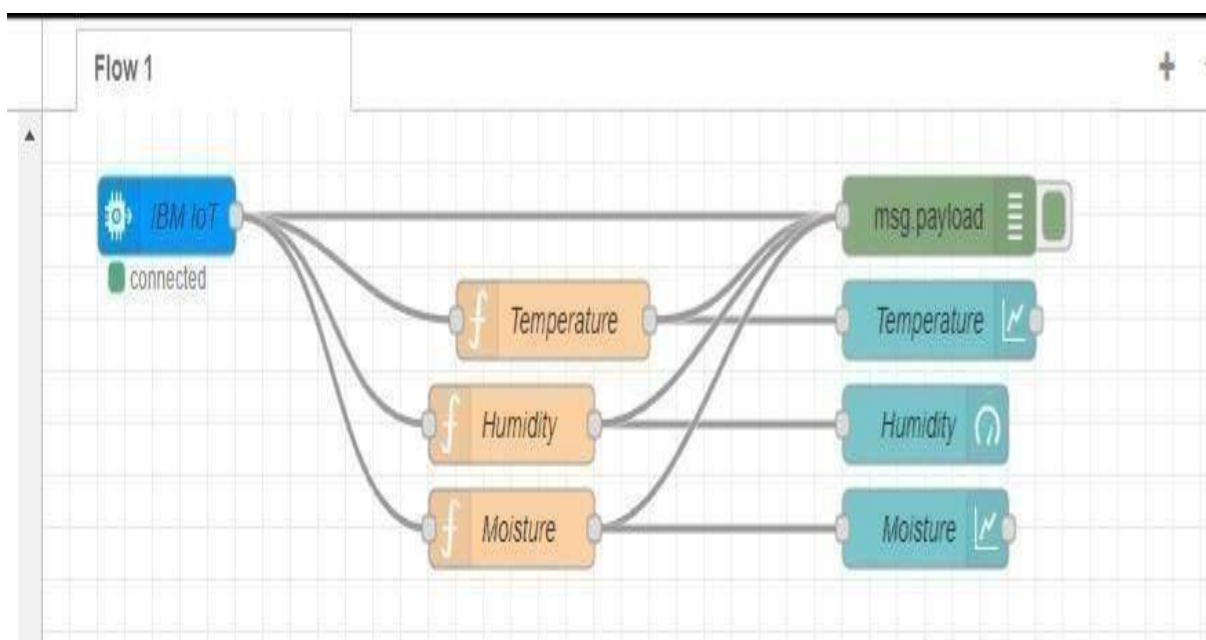 Flow 1
IBM IoT
msg.payload
connected
Temperature
Temperature
Humidity
Humidity
Moisture
Moisture